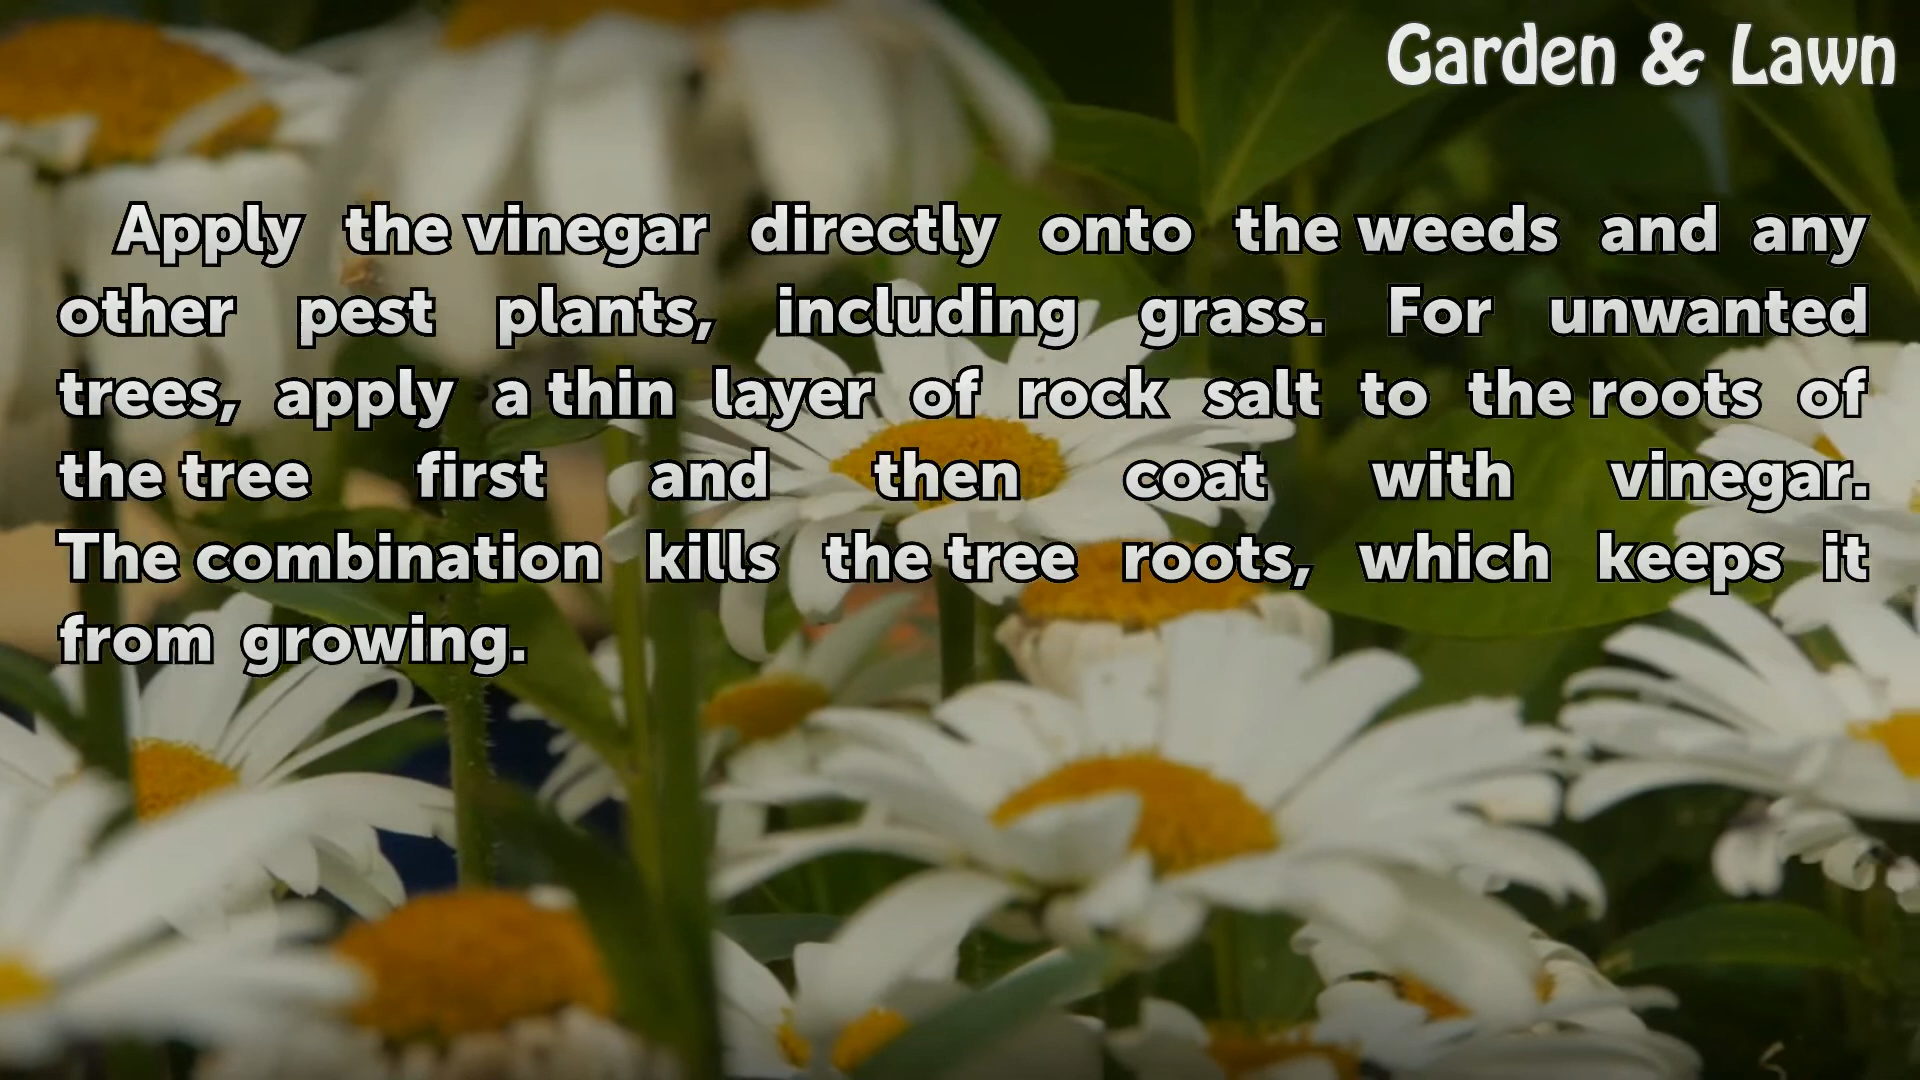 Garden & Lawn
Apply the vinegar directly onto the weeds and any
other pest plants, including grass. For unwanted
trees, apply a thin layer of rock salt to the roots of
the tree first and then coat with vinegar.
The combination kills the tree roots, which keeps it
from growing.